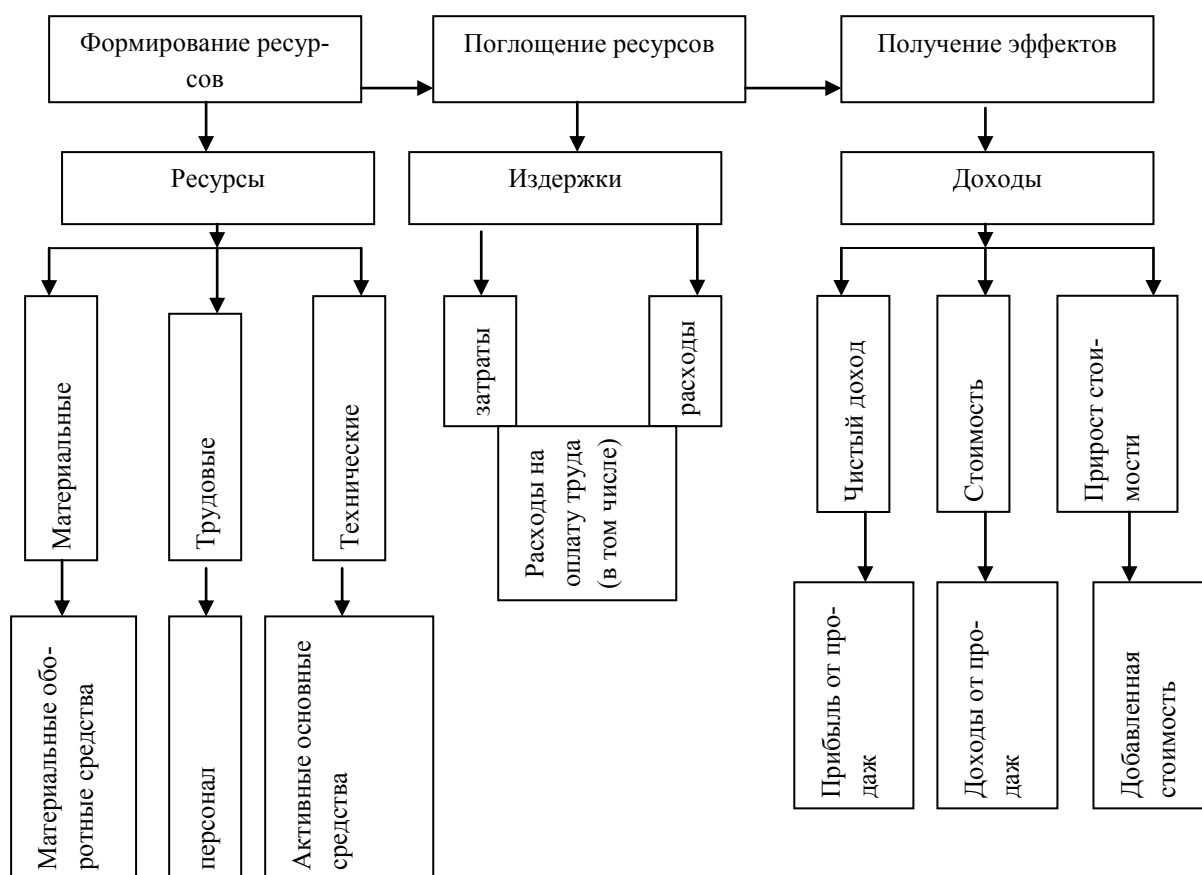 Формирование ресур-
сов
Поглощение ресурсов
Получение эффектов
Ресурсы
Издержки
Доходы
Материальные
Трудовые
Технические
затраты
расходы
Расходы на
оплату труда
(в том числе)
Чистый доход
Стоимость
Прирост стои-
мости
Материальные обо-
ротные средства
персонал
Активные основные
средства
Прибыль от про-
даж
Доходы от про-
даж
Добавленная
стоимость